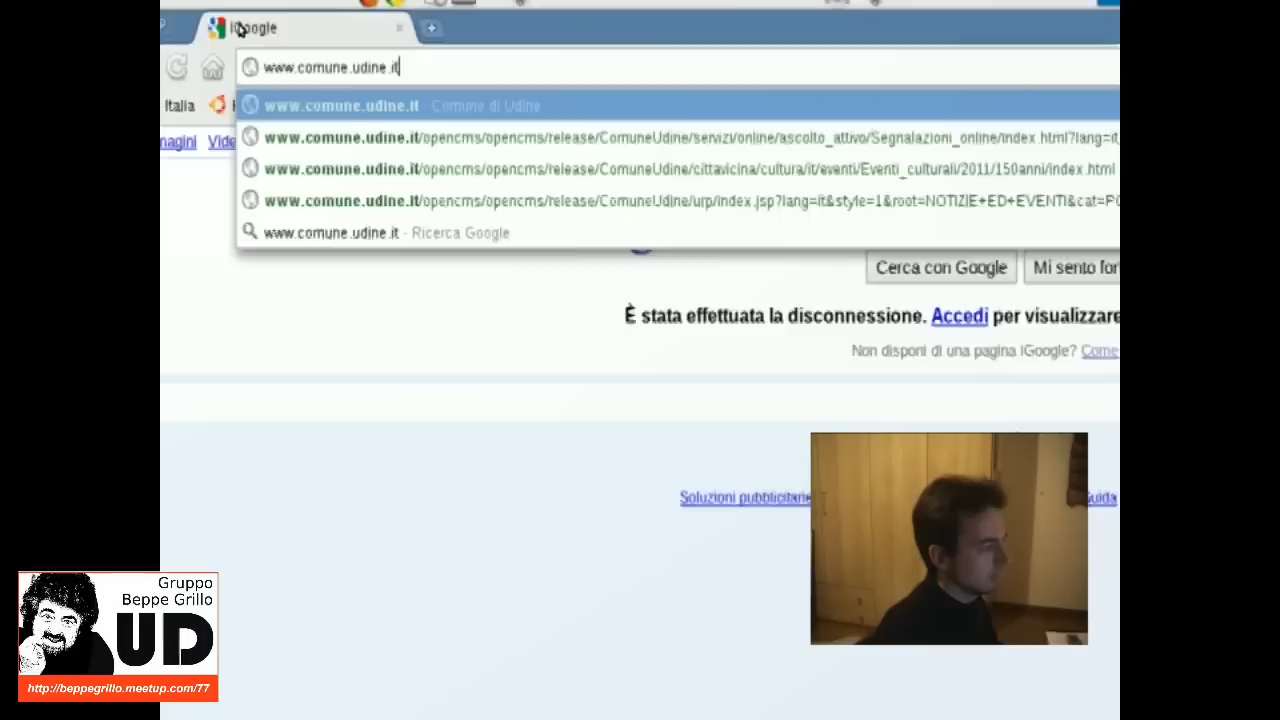 iGoogle
www.comune.udine.it
Italia
www.comune.udine.it - Comune di Udine
www.comune.udine.it/opencms/opencms/release/ComuneUdine/servizi/online/ascolto_attivo/Segnalazioni_online/index.html?lang=it
www.comune.udine.it/opencms/opencms/release/ComuneUdine/cittavicina/cultura/it/eventi/Eventi_culturali/2011/150anni/index.html
www.comune.udine.it/opencms/opencms/release/ComuneUdine/urp/index.jsp?lang=it&style=1&root=NOTIZIE+ED+EVENTI&cat=PO
www.comune.udine.it - Ricerca Google
magini Vide
Cerca con Google Mi sento for
È stata effettuata la disconnessione. Accedi per visualizzare
Non disponi di una pagina iGoogle? Come
Soluzioni pubblicitarie Guida
Gruppo
Beppe Grillo
UD
http://beppegrillo.meetup.com/77